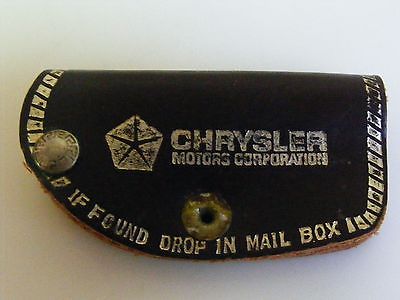 CHRYSLER
MOTORS CORPORATION
IF FOUND DROP IN MAIL BOX